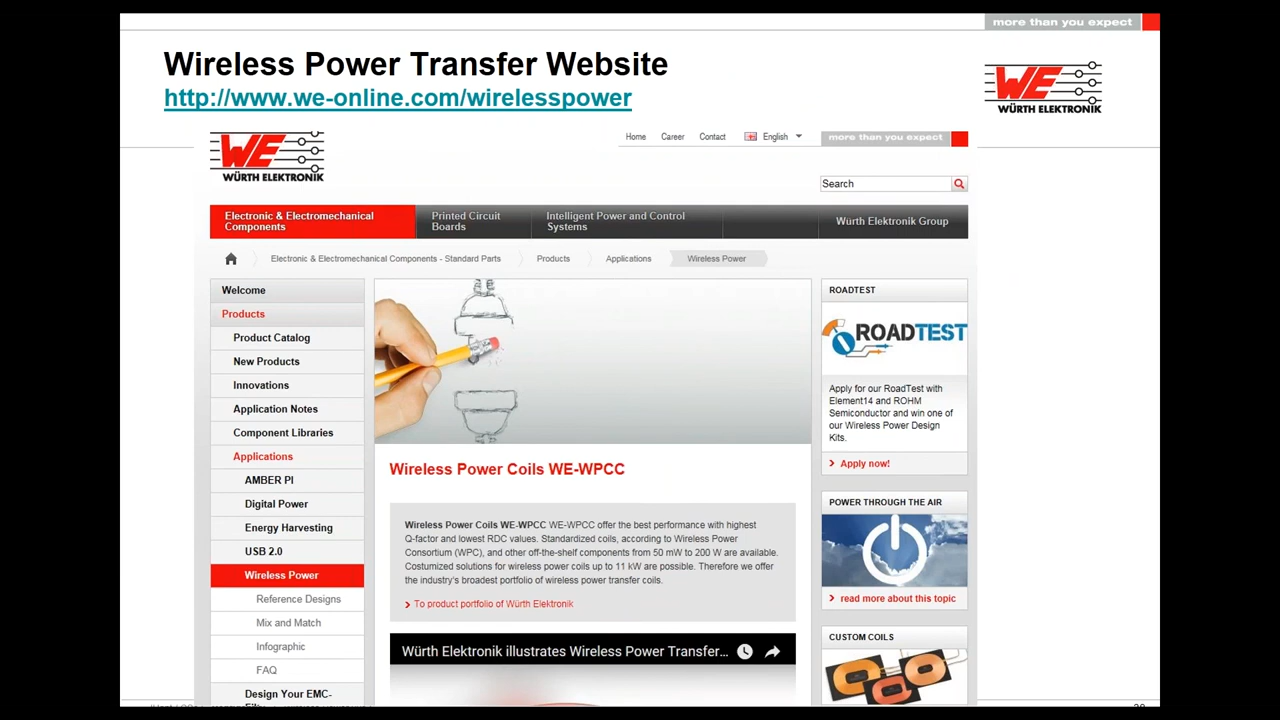 more than you expect
Wireless Power Transfer Website
http://www.we-online.com/wirelesspower
WE
WÜRTH ELEKTRONIK
WE
WÜRTH ELEKTRONIK
Home Career Contact English
more than you expect
Search
Electronic & Electromechanical
Components
Printed Circuit
Boards
Intelligent Power and Control
Systems
Würth Elektronik Group
Electronic & Electromechanical Components - Standard Parts Products Applications Wireless Power
Welcome
Products
Product Catalog
New Products
Innovations
Application Notes
Component Libraries
Applications
AMBER PI
Digital Power
Energy Harvesting
USB 2.0
Wireless Power
Reference Designs
Mix and Match
Infographic
FAQ
Design Your EMC-
Wireless Power Coils WE-WPCC
Wireless Power Coils WE-WPCC WE-WPCC offer the best performance with highest
Q-factor and lowest RDC values. Standardized coils, according to Wireless Power
Consortium (WPC), and other off-the-shelf components from 50 mW to 200 W are available.
Costumized solutions for wireless power coils up to 11 kW are possible. Therefore we offer
the industry's broadest portfolio of wireless power transfer coils.
To product portfolio of Würth Elektronik
Würth Elektronik illustrates Wireless Power Transfer...
ROADTEST
ROADTEST
Apply for our RoadTest with
Element14 and ROHM
Semiconductor and win one of
our Wireless Power Design
Kits.
Apply now!
POWER THROUGH THE AIR
read more about this topic
CUSTOM COILS